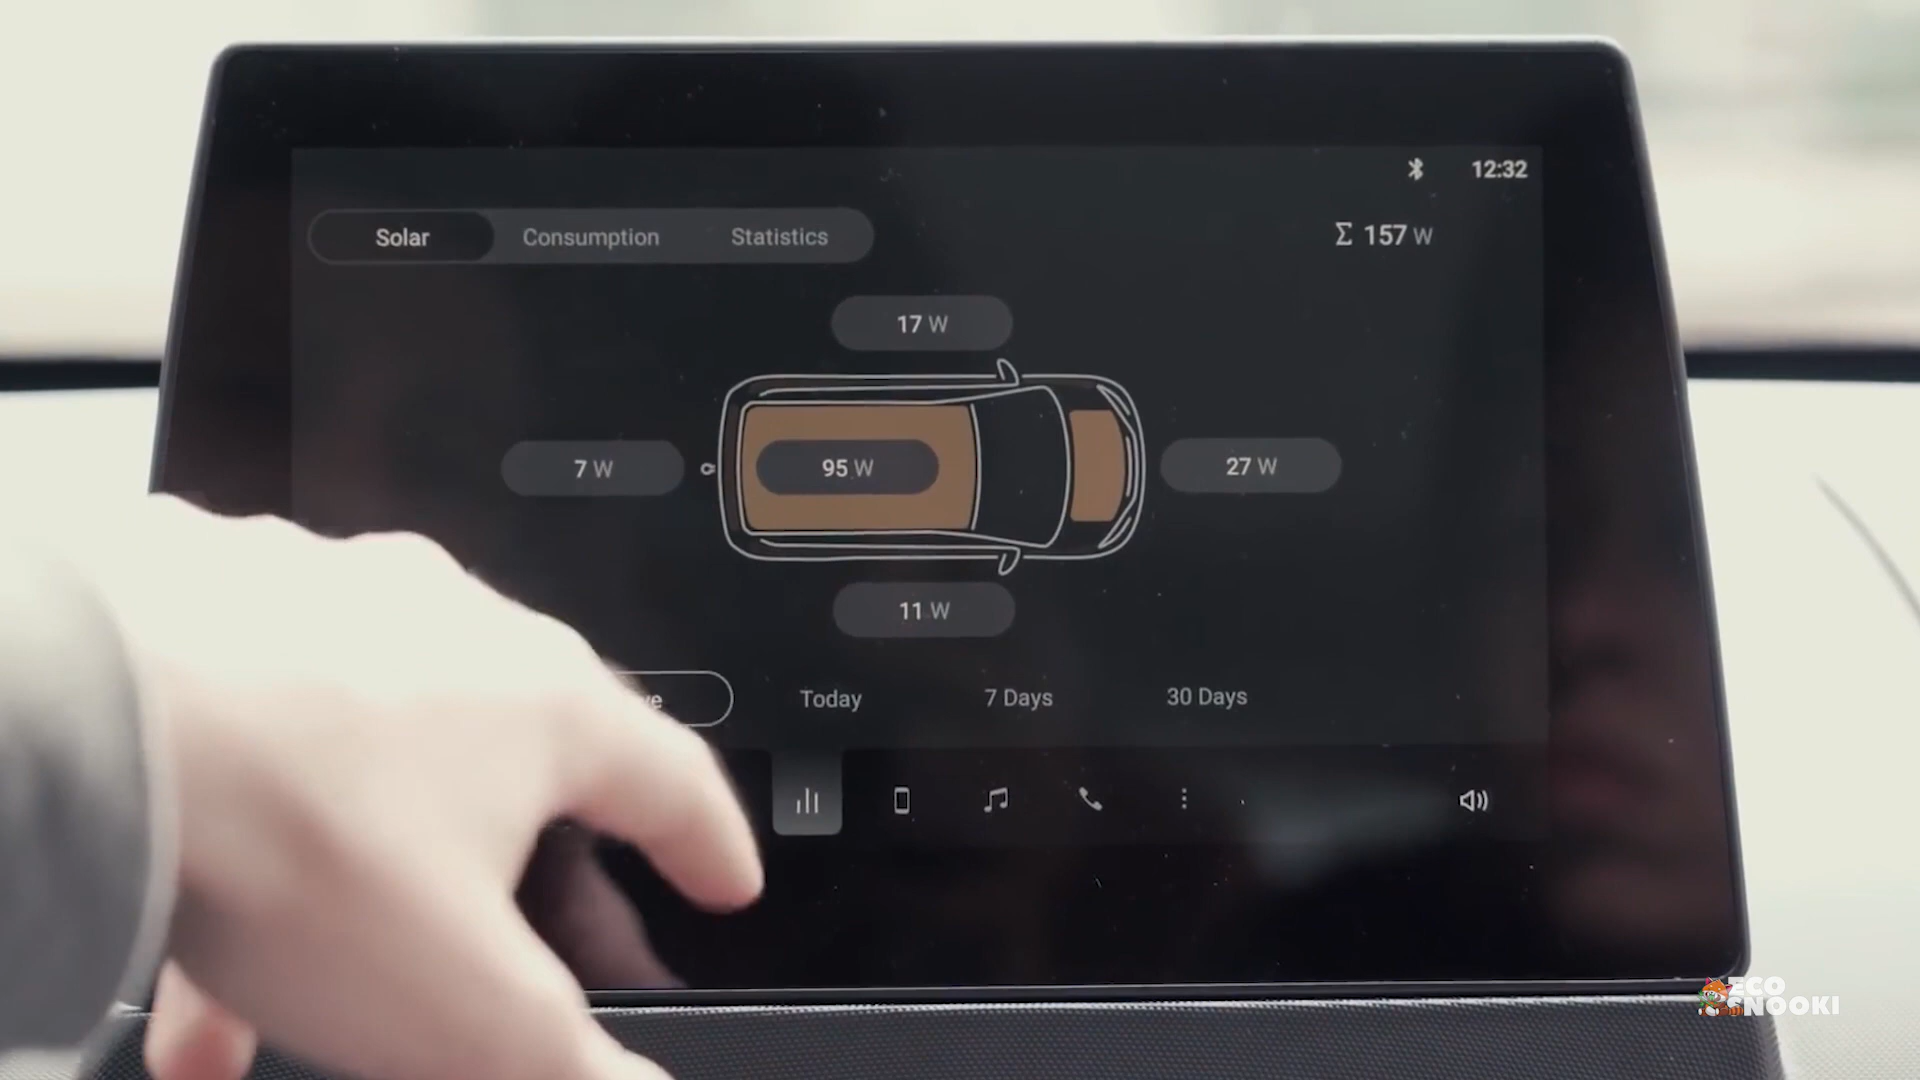 12:32
Solar Consumption Statistics
Σ 157 W
17 W
7 W
95 W
27 W
11 W
Today 7 Days 30 Days
ECO
SNOOKI